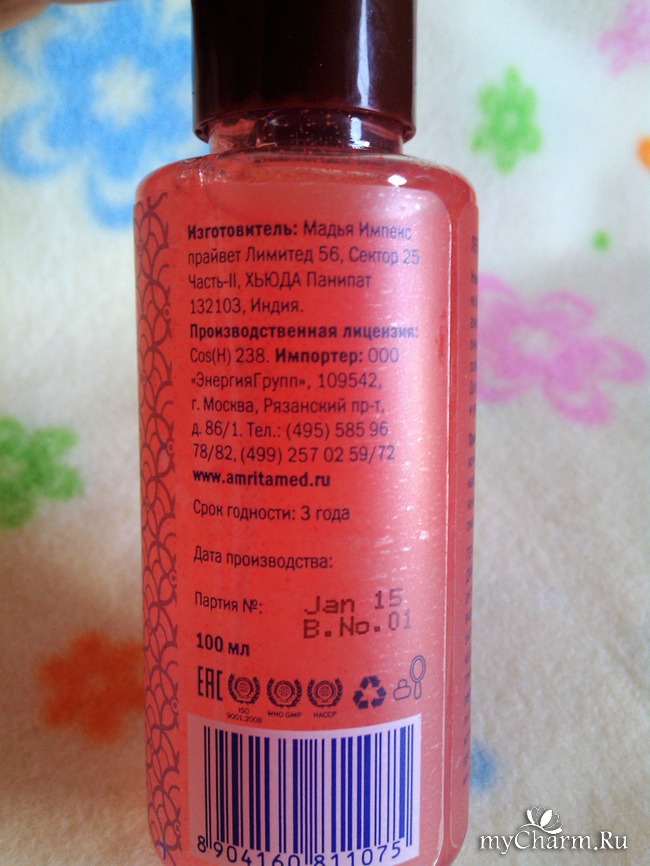 Изготовитель: Мадья Импекс
прайвет Лимитед 56, Сектор 25
Часть-II, ХЬЮДА Панипат
132103, Индия.
Производственная лицензия:
Cos(H) 238. Импортер: ООО
«ЭнергияГрупп», 109542,
г. Москва, Рязанский пр-т,
д. 86/1. Тел.: (495) 585 96
78/82, (499) 257 02 59/72
www.amritamed.ru
Срок годности: 3 года
Дата производства:
Партия №: Jan 15
B.No.01
100 мл
EAC
ISO
9001:2008
WHO GMP
HACCP
8 904160 811075
myCharm.Ru